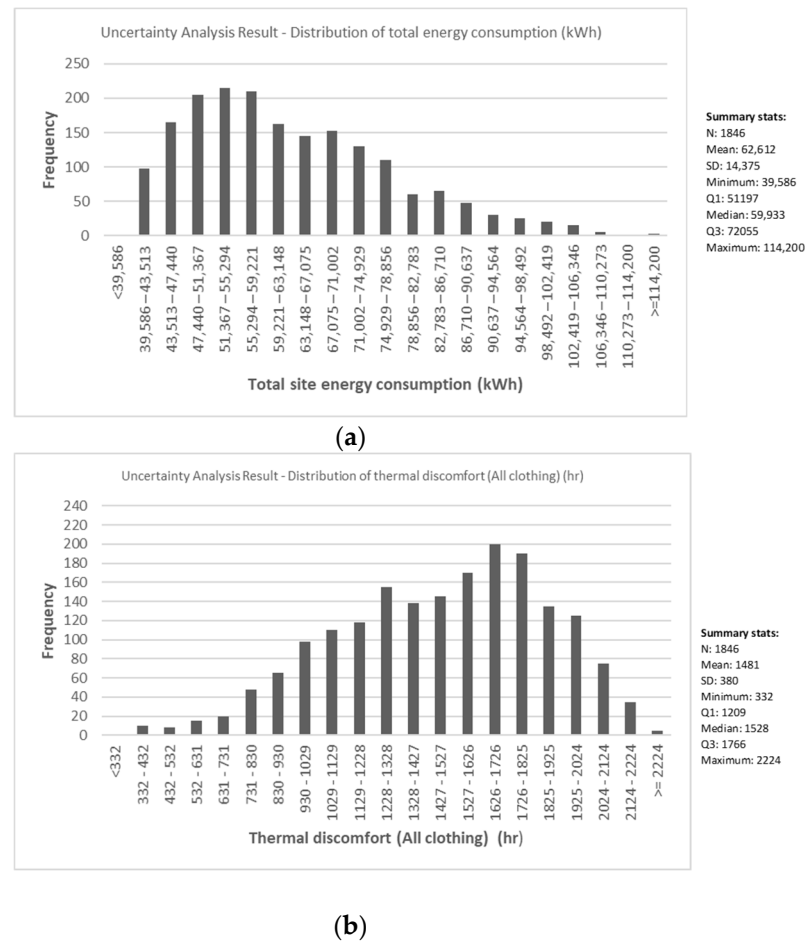 Uncertainty Analysis Result - Distribution of total energy consumption (kWh)
250
200
150
100
50
0
Frequency
<39,586
39,586–43,513
43,513–47,440
47,440–51,367
51,367–55,294
55,294–59,221
59,221–63,148
63,148–67,075
67,075–71,002
71,002–74,929
74,929–78,856
78,856–82,783
82,783–86,710
86,710–90,637
90,637–94,564
94,564–98,492
98,492–102,419
102,419–106,346
106,346–110,273
110,273–114,200
>=114,200
Total site energy consumption (kWh)
Summary stats:
N: 1846
Mean: 62,612
SD: 14,375
Minimum: 39,586
Q1: 51197
Median: 59,933
Q3: 72055
Maximum: 114,200
(a)
Uncertainty Analysis Result - Distribution of thermal discomfort (All clothing) (hr)
240
220
200
180
160
140
120
100
80
60
40
20
0
Frequency
<332
332 - 432
432 - 532
532 - 631
631 - 731
731 - 830
830 - 930
930 - 1029
1029 - 1129
1129 - 1228
1228 - 1328
1328 - 1427
1427 - 1527
1527 - 1626
1626 - 1726
1726 - 1825
1825 - 1925
1925 - 2024
2024 - 2124
2124 - 2224
>= 2224
Thermal discomfort (All clothing) (hr)
Summary stats:
N: 1846
Mean: 1481
SD: 380
Minimum: 332
Q1: 1209
Median: 1528
Q3: 1766
Maximum: 2224
(b)